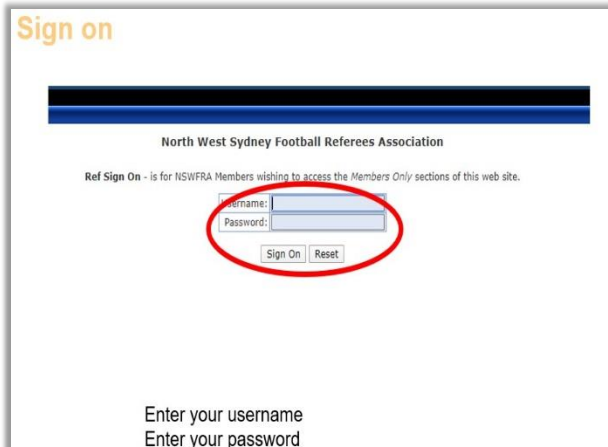 Sign on
North West Sydney Football Referees Association
Ref Sign On - is for NSWFRA Members wishing to access the Members Only sections of this web site.
Username:
Password:
Sign On Reset
Enter your username
Enter your password